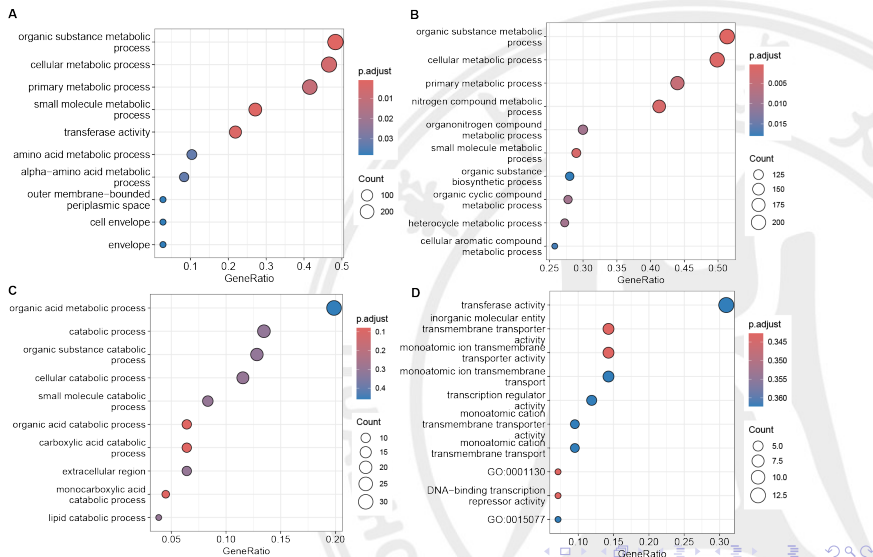 A
organic substance metabolic
process
cellular metabolic process
primary metabolic process
small molecule metabolic
process
transferase activity
amino acid metabolic process
alpha−amino acid metabolic
process
outer membrane−bounded
periplasmic space
cell envelope
envelope
0.1 0.2 0.3 0.4 0.5
GeneRatio
p.adjust
0.01
0.02
0.03
Count
100
200
B
organic substance metabolic
process
cellular metabolic process
primary metabolic process
nitrogen compound metabolic
process
organonitrogen compound
metabolic process
small molecule metabolic
process
organic substance
biosynthetic process
organic cyclic compound
metabolic process
heterocycle metabolic process
cellular aromatic compound
metabolic process
0.25 0.30 0.35 0.40 0.45 0.50
GeneRatio
p.adjust
0.005
0.010
0.015
Count
125
150
175
200
C
organic acid metabolic process
catabolic process
organic substance catabolic
process
cellular catabolic process
small molecule catabolic
process
organic acid catabolic process
carboxylic acid catabolic
process
extracellular region
monocarboxylic acid
catabolic process
lipid catabolic process
0.05 0.10 0.15 0.20
GeneRatio
p.adjust
0.1
0.2
0.3
0.4
Count
10
15
20
25
30
D
transferase activity
inorganic molecular entity
transmembrane transporter
activity
monoatomic ion transmembrane
transporter activity
monoatomic ion transmembrane
transport
transcription regulator
activity
monoatomic cation
transmembrane transporter
activity
monoatomic cation
transmembrane transport
GO:0001130
DNA−binding transcription
repressor activity
GO:0015077
0.10 0.15 0.20 0.25 0.30
GeneRatio
p.adjust
0.345
0.350
0.355
0.360
Count
5.0
7.5
10.0
12.5